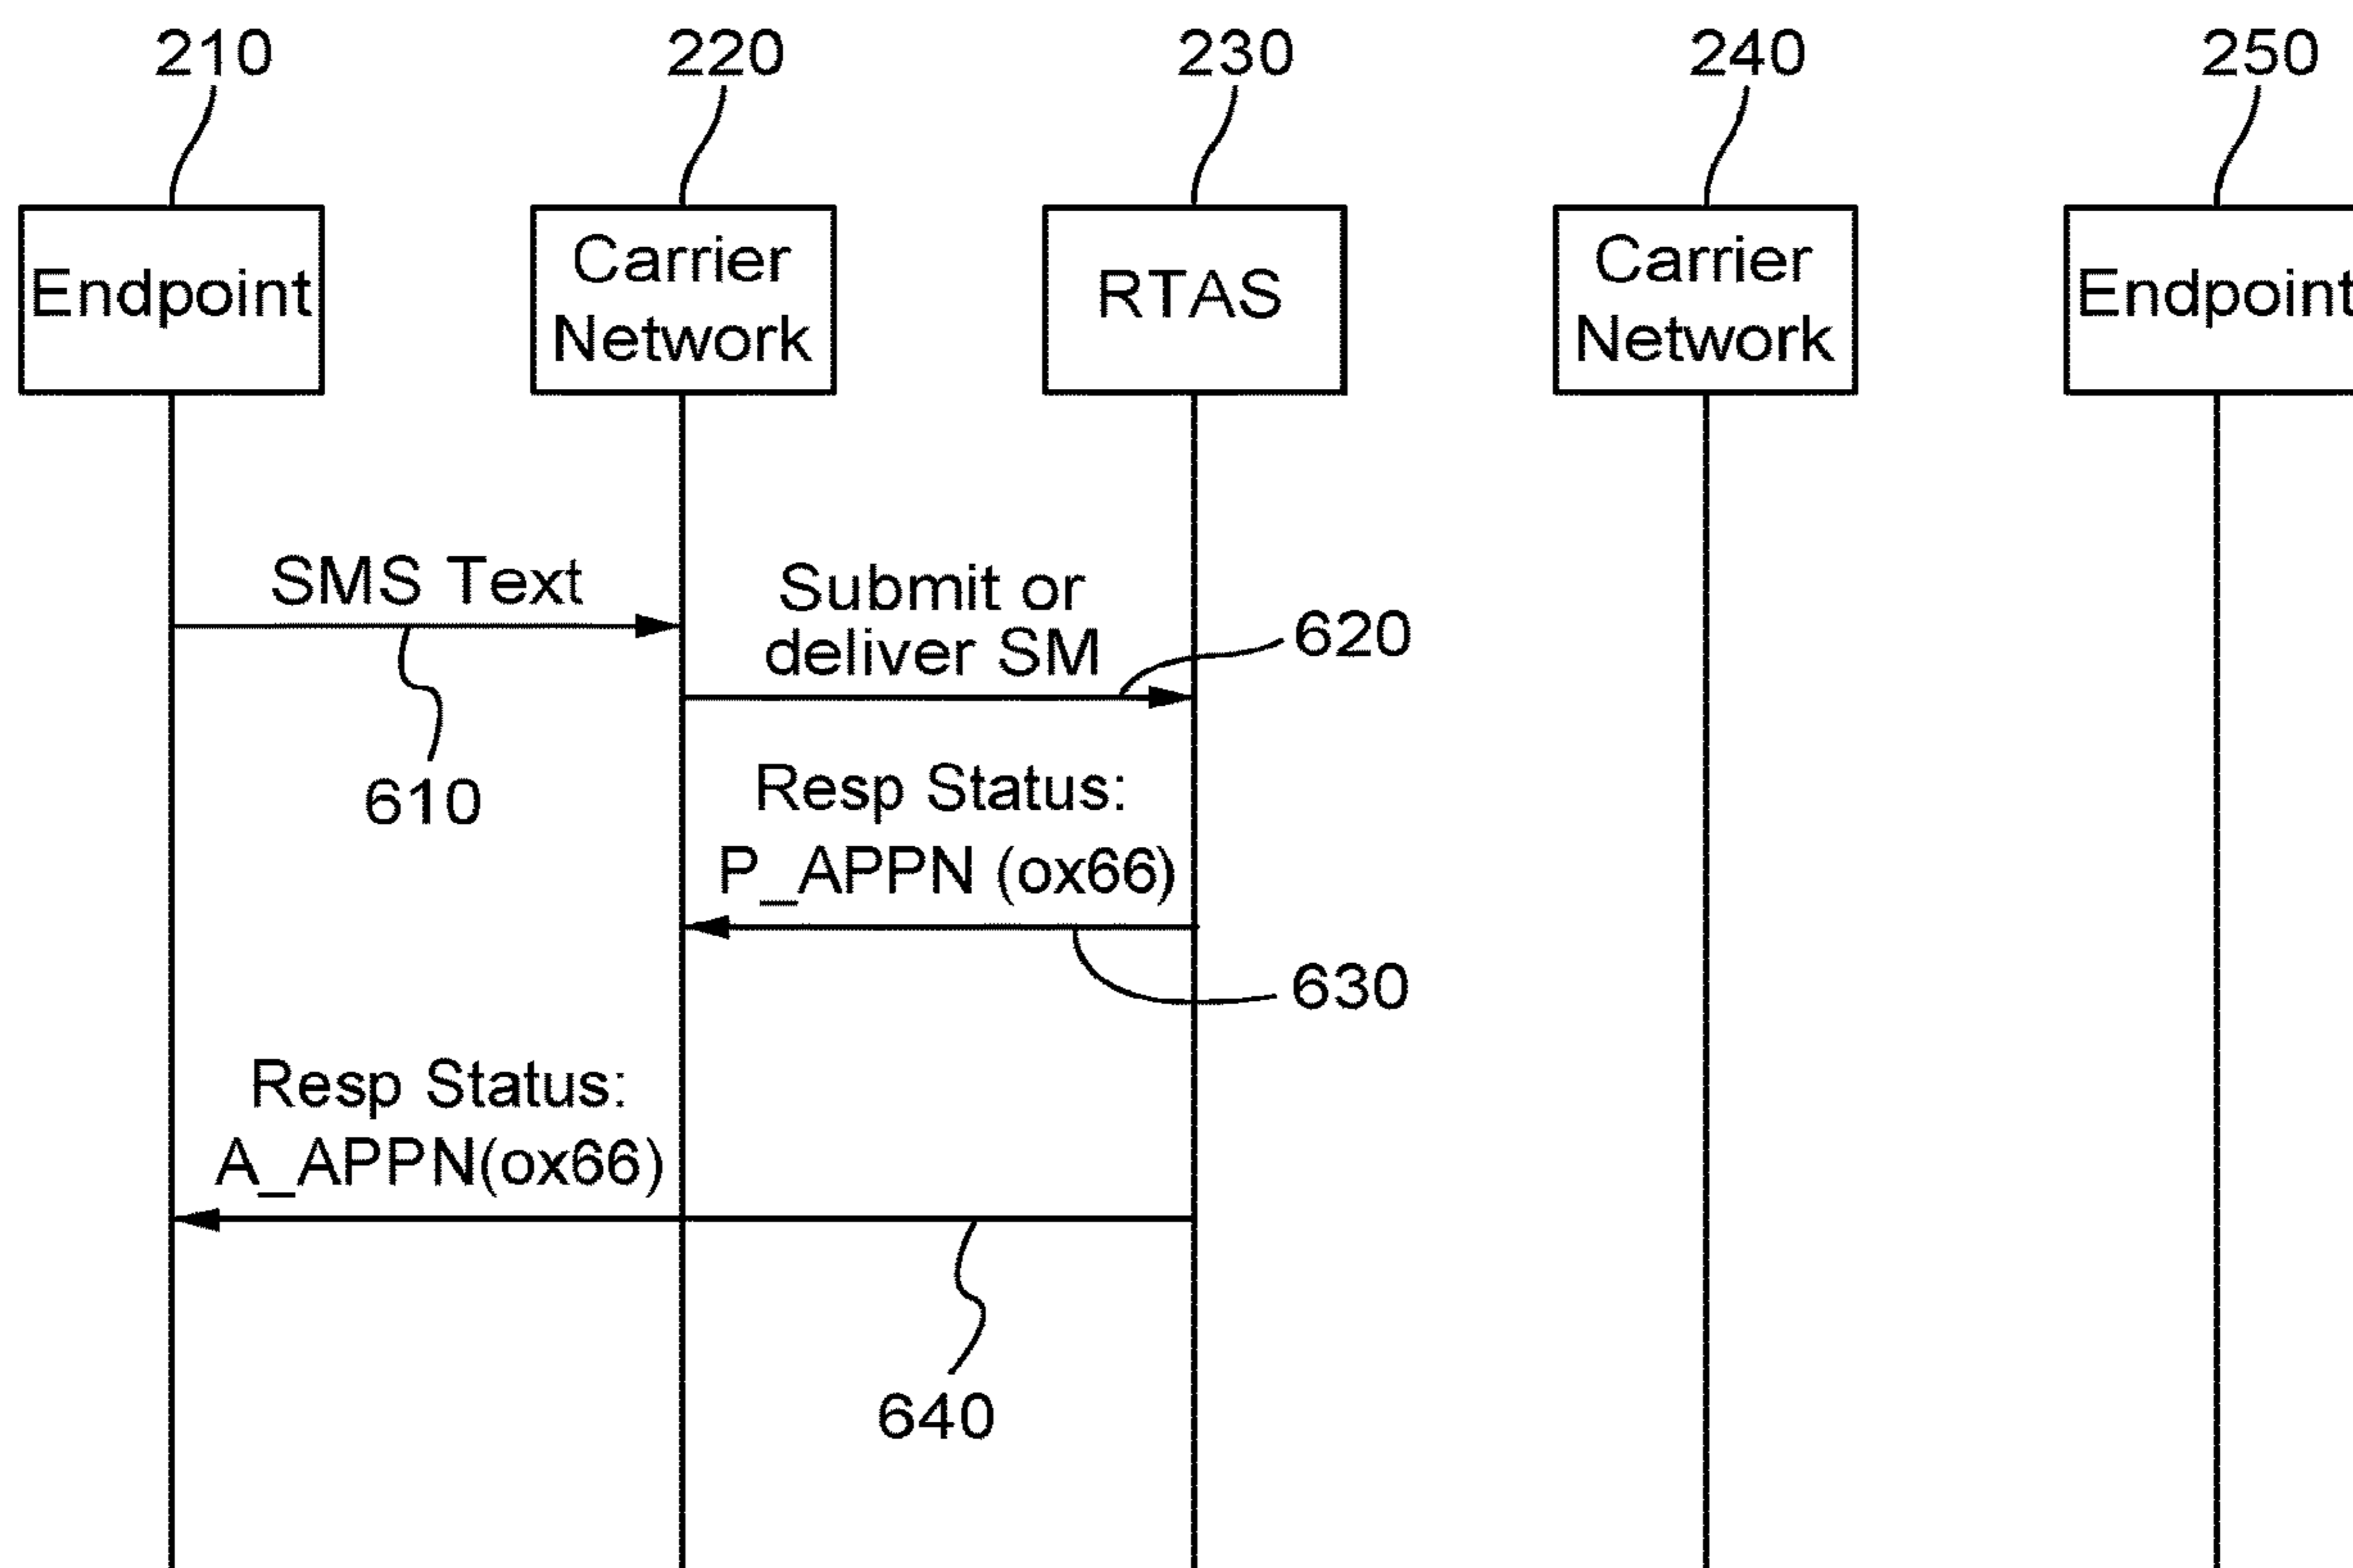 210
220
230
240
250
Endpoint
Carrier
Network
RTAS
Carrier
Network
Endpoint
SMS Text
Submit or
deliver SM
620
610
Resp Status:
P_APPN (ox66)
630
Resp Status:
A_APPN(ox66)
640